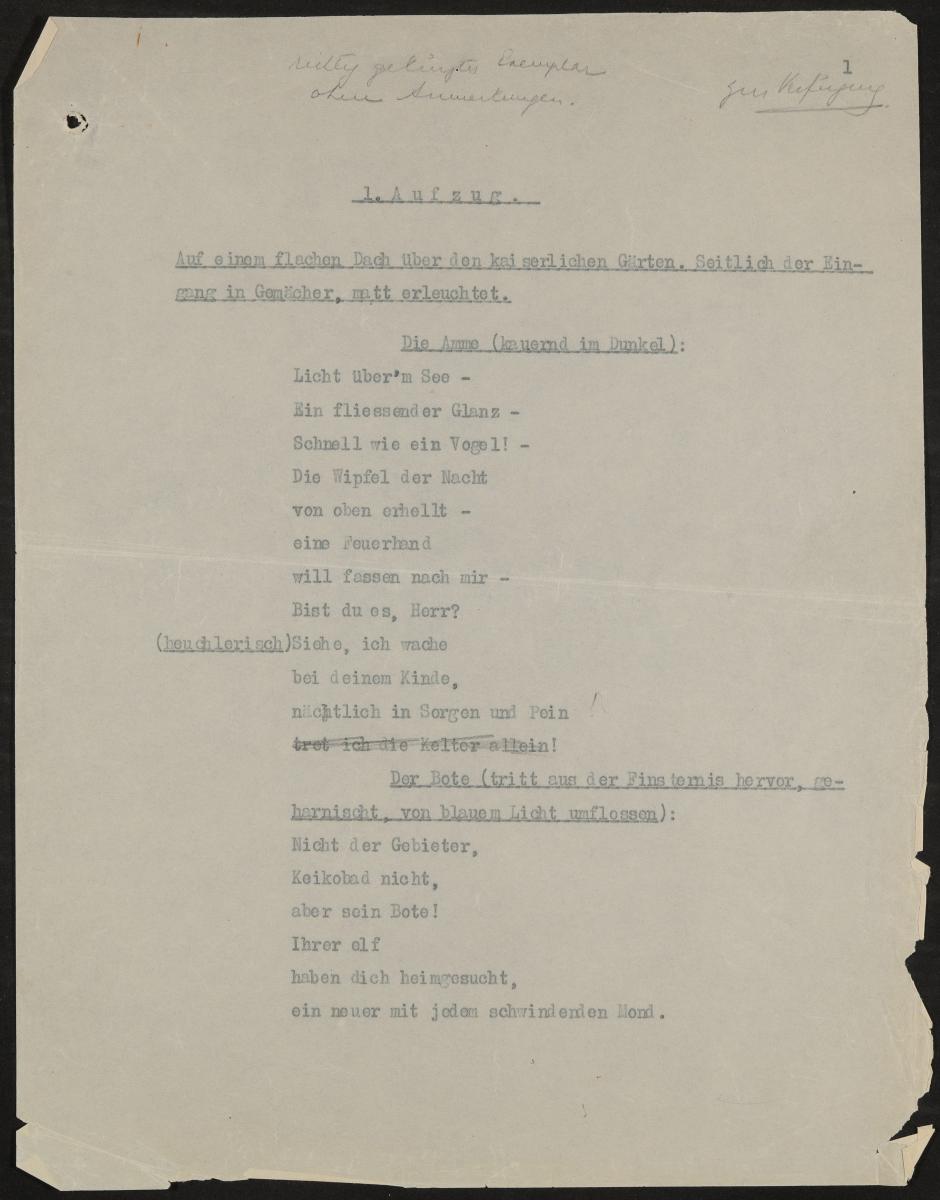 richtig gekürztes Exemplar
1
ohne Anmerkungen.
zur Verfügung
1. Aufzug.
Auf einem flachen Dach über den kaiserlichen Gärten. Seitlich der Ein-
gang in Gemächer, matt erleuchtet.
Die Amme (kauernd im Dunkel):
Licht über'm See -
Ein fliessender Glanz -
Schnell wie ein Vogel! -
Die Wipfel der Nacht
von oben erhellt -
eine Feuerhand
will fassen nach mir -
Bist du es, Herr?
(heuchlerisch)Siehe, ich wache
bei deinem Kinde,
nächtlich in Sorgen und Pein !
tret ich die Kelter allein!
Der Bote (tritt aus der Finsternis hervor, ge-
harnischt, von blauem Licht umflossen):
Nicht der Gebieter,
Keikobad nicht,
aber sein Bote!
Ihrer elf
haben dich heimgesucht,
ein neuer mit jedem schwindenden Mond.